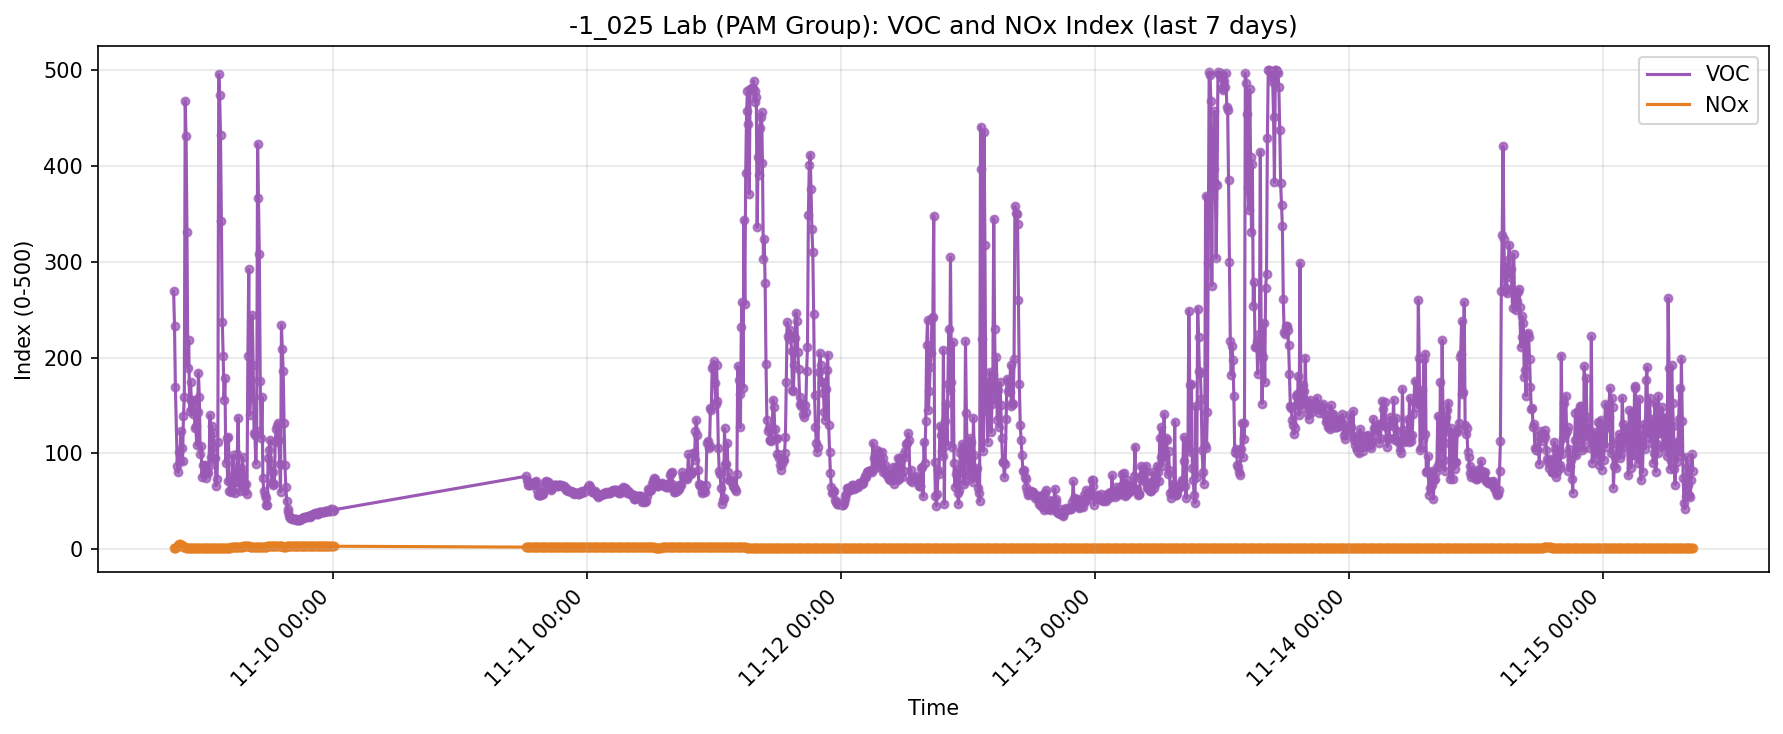 -1_025 Lab (PAM Group): VOC and NOx Index (last 7 days)
VOC
NOx
Index (0-500)
500
400
300
200
100
0
11-10 00:00
11-11 00:00
11-12 00:00
11-13 00:00
11-14 00:00
11-15 00:00
Time